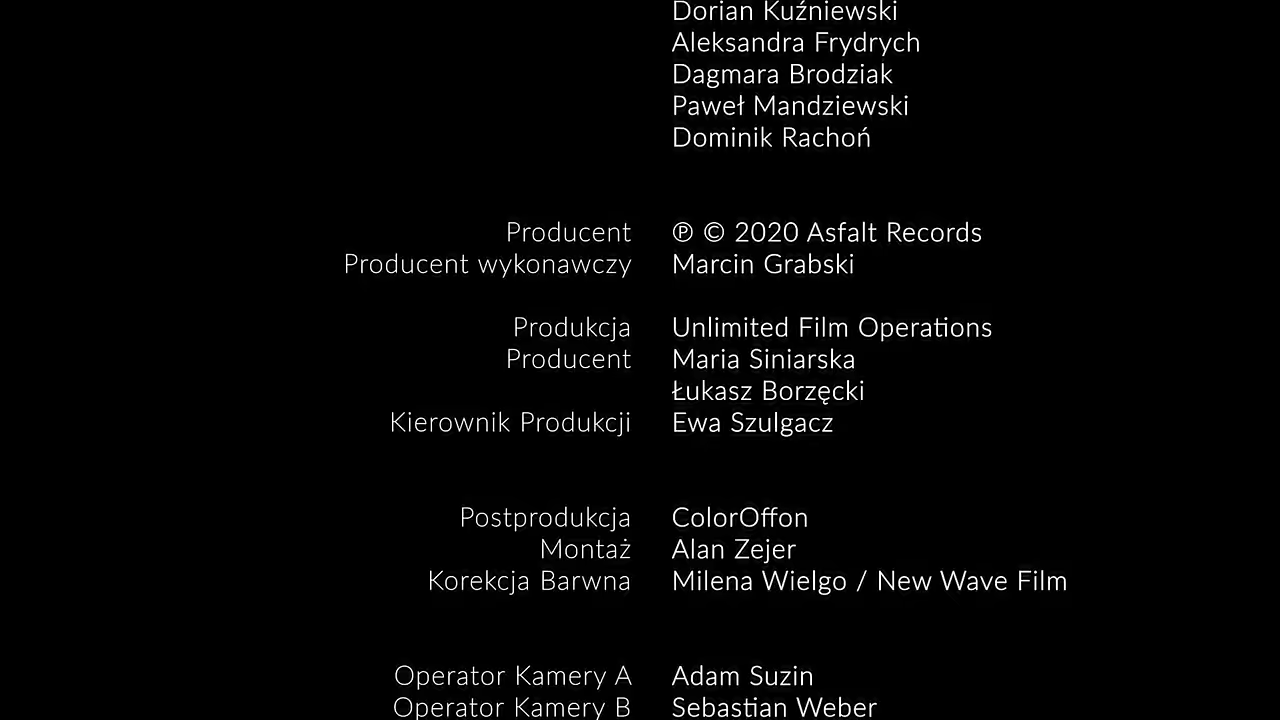 Dorian Kuźniewski
Aleksandra Frydrych
Dagmara Brodziak
Paweł Mandziewski
Dominik Rachoń
Producent ℗ © 2020 Asfalt Records
Producent wykonawczy Marcin Grabski
Produkcja Unlimited Film Operations
Producent Maria Siniarska
Łukasz Borzęcki
Kierownik Produkcji Ewa Szulgacz
Postprodukcja ColorOffon
Montaż Alan Zejer
Korekcja Barwna Milena Wielgo / New Wave Film
Operator Kamery A Adam Suzin
Operator Kamery B Sebastian Weber